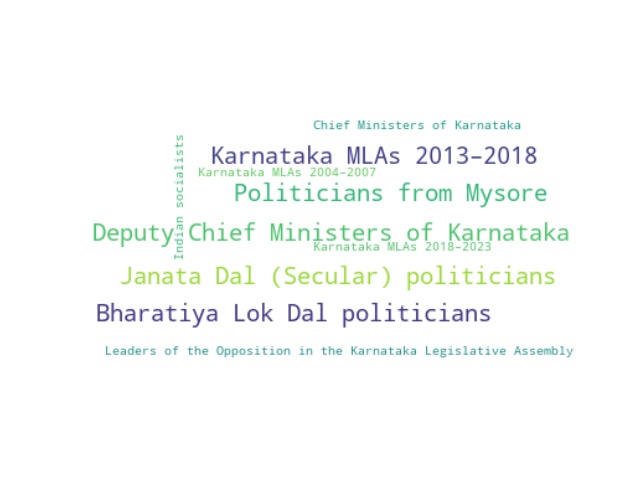 Chief Ministers of Karnataka
Indian socialists
Karnataka MLAs 2013–2018
Karnataka MLAs 2004–2007
Politicians from Mysore
Deputy Chief Ministers of Karnataka
Karnataka MLAs 2018–2023
Janata Dal (Secular) politicians
Bharatiya Lok Dal politicians
Leaders of the Opposition in the Karnataka Legislative Assembly